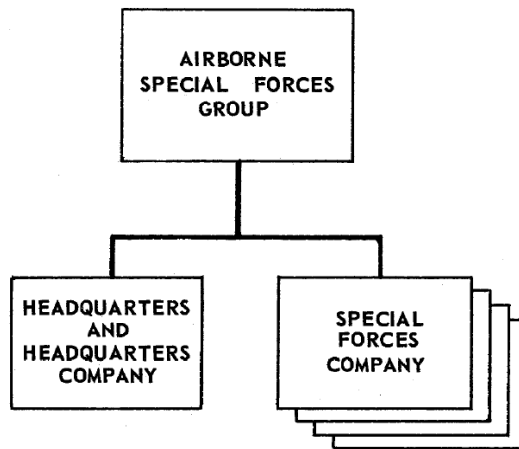 AIRBORNE
SPECIAL FORCES
GROUP
HEADQUARTERS
AND
HEADQUARTERS
COMPANY
SPECIAL
FORCES
COMPANY